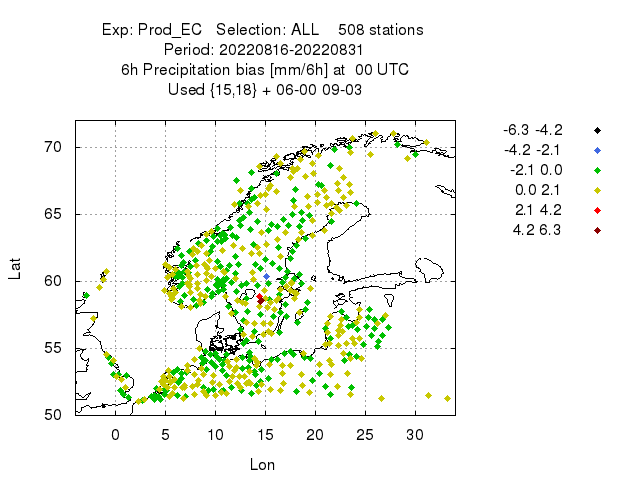 Exp: Prod_EC   Selection: ALL    508 stations
Period: 20220816-20220831
6h Precipitation bias [mm/6h] at  00 UTC
Used {15,18} + 06-00 09-03
-6.3 -4.2
-4.2 -2.1
-2.1 0.0
0.0 2.1
2.1 4.2
4.2 6.3
70
65
60
55
50
Lat
0 5 10 15 20 25 30
Lon